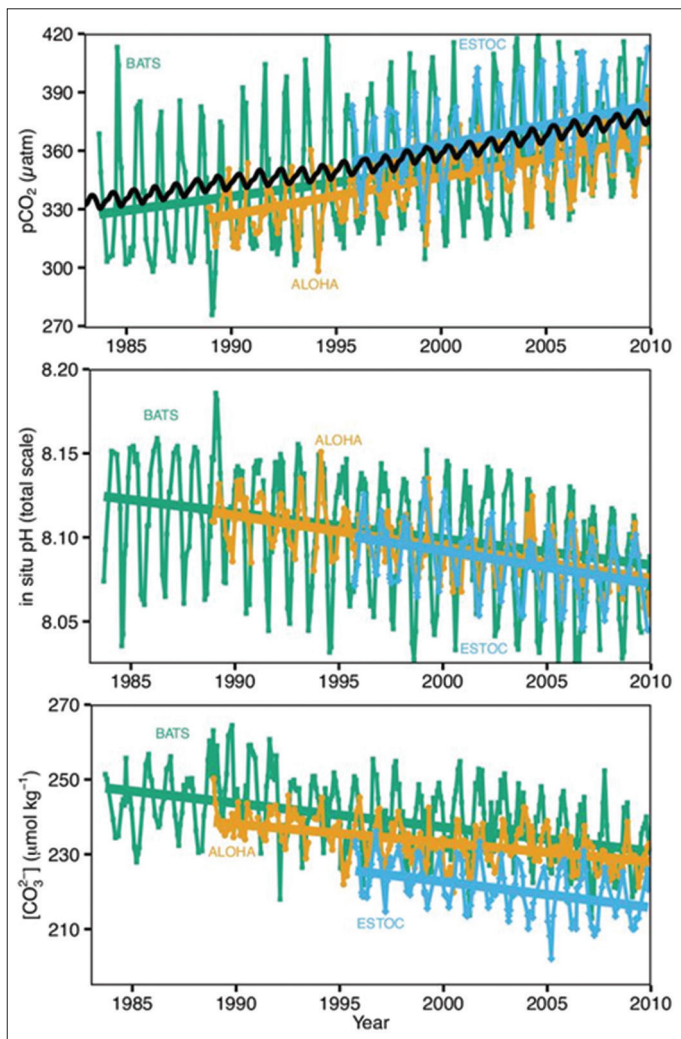 420
390
360
330
300
270
pCO₂ (µatm)
BATS
ESTOC
ALOHA
1985 1990 1995 2000 2005 2010
8.20
8.15
8.10
8.05
in situ pH (total scale)
BATS
ALOHA
ESTOC
1985 1990 1995 2000 2005 2010
270
250
230
210
[CO₃²⁻] (µmol kg⁻¹)
BATS
ALOHA
ESTOC
1985 1990 1995 2000 2005 2010
Year